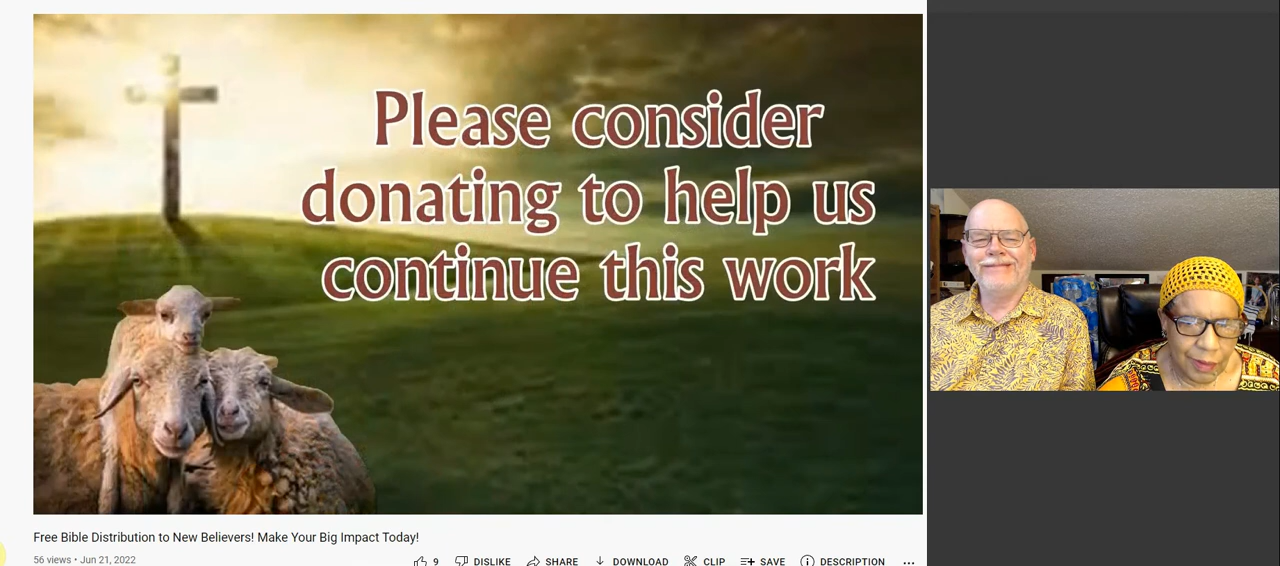 Please consider
donating to help us
continue this work
Free Bible Distribution to New Believers! Make Your Big Impact Today!
56 views • Jun 21, 2022
9 DISLIKE SHARE DOWNLOAD CLIP SAVE DESCRIPTION ...